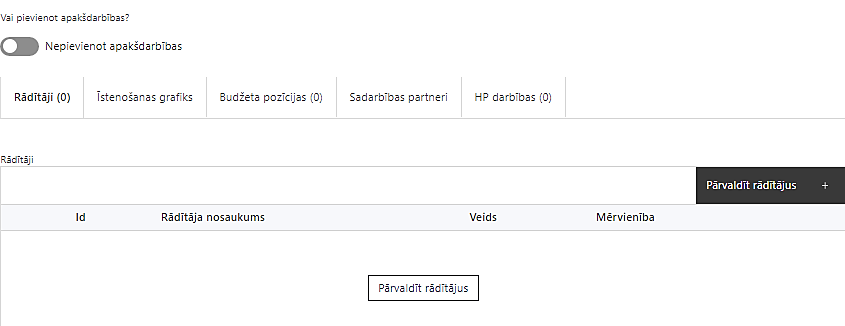 Vai pievienot apakšdarbības?
Nepievienot apakšdarbības
Rādītāji (0) Īstenošanas grafiks Budžeta pozīcijas (0) Sadarbības partneri HP darbības (0)
Rādītāji
Pārvaldīt rādītājus +
Id Rādītāja nosaukums Veids Mērvienība
Pārvaldīt rādītājus